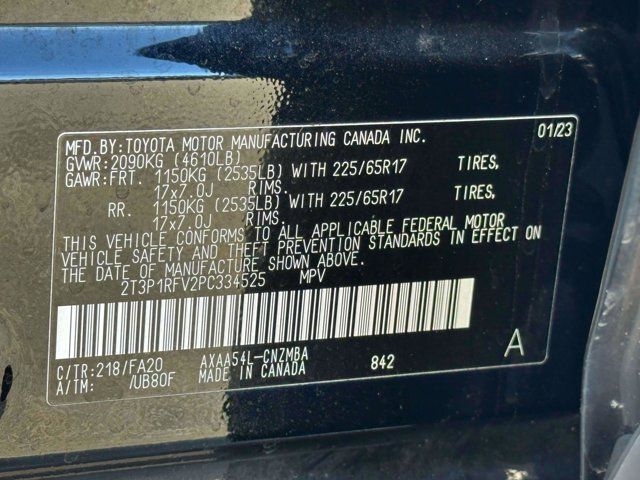 MFD. BY: TOYOTA MOTOR MANUFACTURING CANADA INC. 01/23
GVWR: 2090KG (4610LB)
GAWR: FRT. 1150KG (2535LB) WITH 225/65R17 TIRES,
17x7.0J RIMS.
RR. 1150KG (2535LB) WITH 225/65R17 TIRES,
17x7.0J RIMS.
THIS VEHICLE CONFORMS TO ALL APPLICABLE FEDERAL MOTOR
VEHICLE SAFETY AND THEFT PREVENTION STANDARDS IN EFFECT ON
THE DATE OF MANUFACTURE SHOWN ABOVE.
2T3P1RFV2PC334525 MPV
C/TR: 218/FA20 AXAA54L-CNZMBA 842 A
A/TM: /UB80F MADE IN CANADA